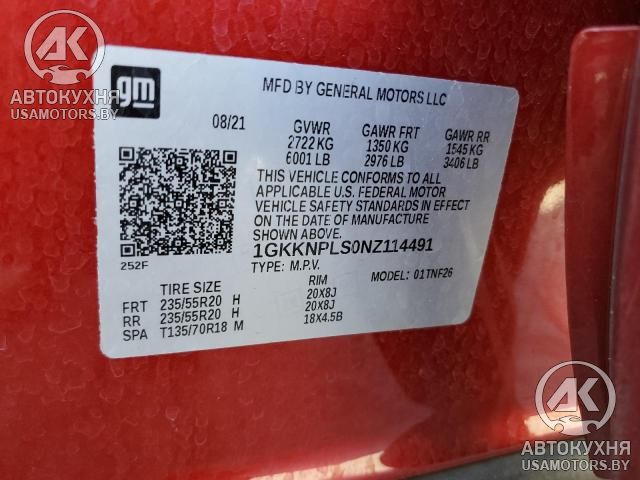 АК
АВТОКУХНЯ
USAMOTORS.BY
gm
MFD BY GENERAL MOTORS LLC
08/21 GVWR GAWR FRT GAWR RR
2722 KG 1350 KG 1545 KG
6001 LB 2976 LB 3406 LB
THIS VEHICLE CONFORMS TO ALL
APPLICABLE U.S. FEDERAL MOTOR
VEHICLE SAFETY STANDARDS IN EFFECT
ON THE DATE OF MANUFACTURE
SHOWN ABOVE.
1GKKNPLS0NZ114491
252F
TYPE: M.P.V. MODEL: 01TNF26
TIRE SIZE RIM
FRT 235/55R20 H 20X8J
RR 235/55R20 H 20X8J
SPA T135/70R18 M 18X4.5B
АК
АВТОКУХНЯ
USAMOTORS.BY